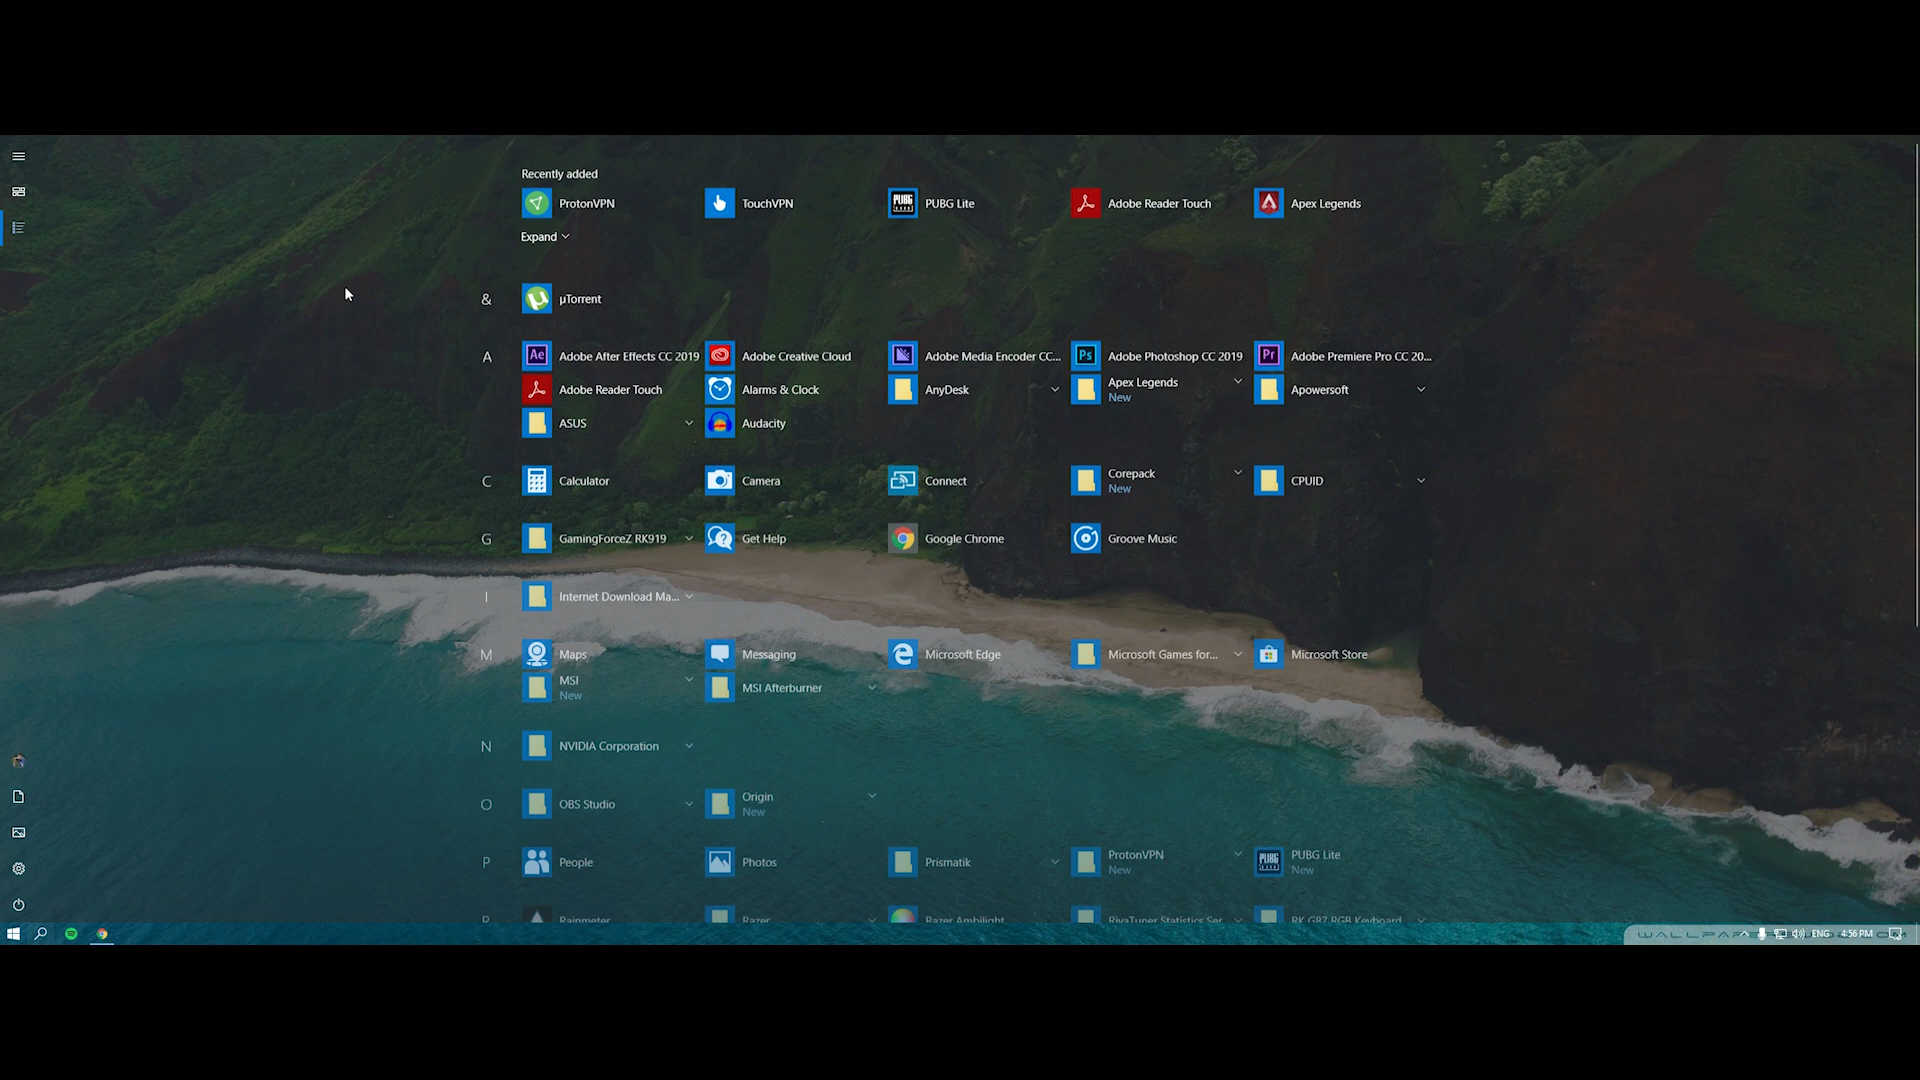 Recently added
ProtonVPN
TouchVPN
PUBG Lite
Adobe Reader Touch
Apex Legends
Expand
&
µTorrent
A
Adobe After Effects CC 2019
Adobe Creative Cloud
Adobe Media Encoder CC...
Adobe Photoshop CC 2019
Adobe Premiere Pro CC 20...
Adobe Reader Touch
Alarms & Clock
AnyDesk
Apex Legends
New
Apowersoft
ASUS
Audacity
C
Calculator
Camera
Connect
Corepack
New
CPUID
G
GamingForceZ RK919
Get Help
Google Chrome
Groove Music
I
Internet Download Ma...
M
Maps
Messaging
Microsoft Edge
Microsoft Games for...
Microsoft Store
MSI
New
MSI Afterburner
N
NVIDIA Corporation
O
OBS Studio
Origin
New
P
People
Photos
Prismatik
ProtonVPN
New
PUBG Lite
New
R
Rainmeter
Razer
Razer Ambilight
RivaTuner Statistics Ser...
RK G87 RGB Keyboard
ENG
4:56 PM